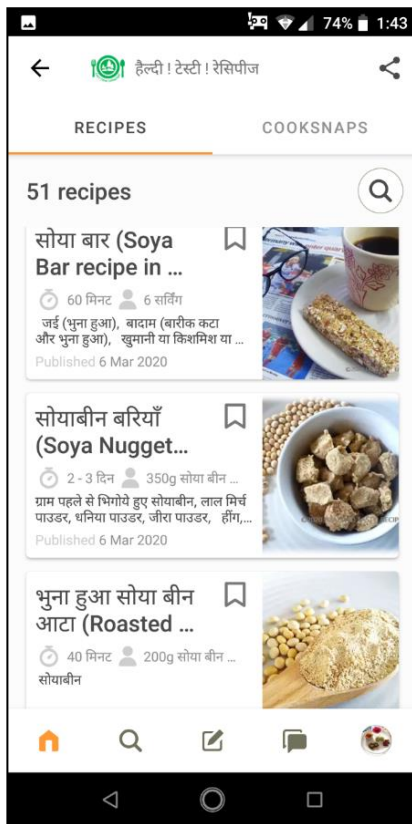 74% 1:43
हैल्दी ! टेस्टी ! रेसिपीज
RECIPES COOKSNAPS
51 recipes
सोया बार (Soya
Bar recipe in ...
60 मिनट 6 सर्विंग
जई (भुना हुआ), बादाम (बारीक कटा
और भुना हुआ), खुमानी या किशमिश या ...
Published 6 Mar 2020
सोयाबीन बरियाँ
(Soya Nugget...
2 - 3 दिन 350g सोया बीन ...
ग्राम पहले से भिगोये हुए सोयाबीन, लाल मिर्च
पाउडर, धनिया पाउडर, जीरा पाउडर, हींग,...
Published 6 Mar 2020
भुना हुआ सोया बीन
आटा (Roasted ...
40 मिनट 200g सोया बीन ...
सोयाबीन